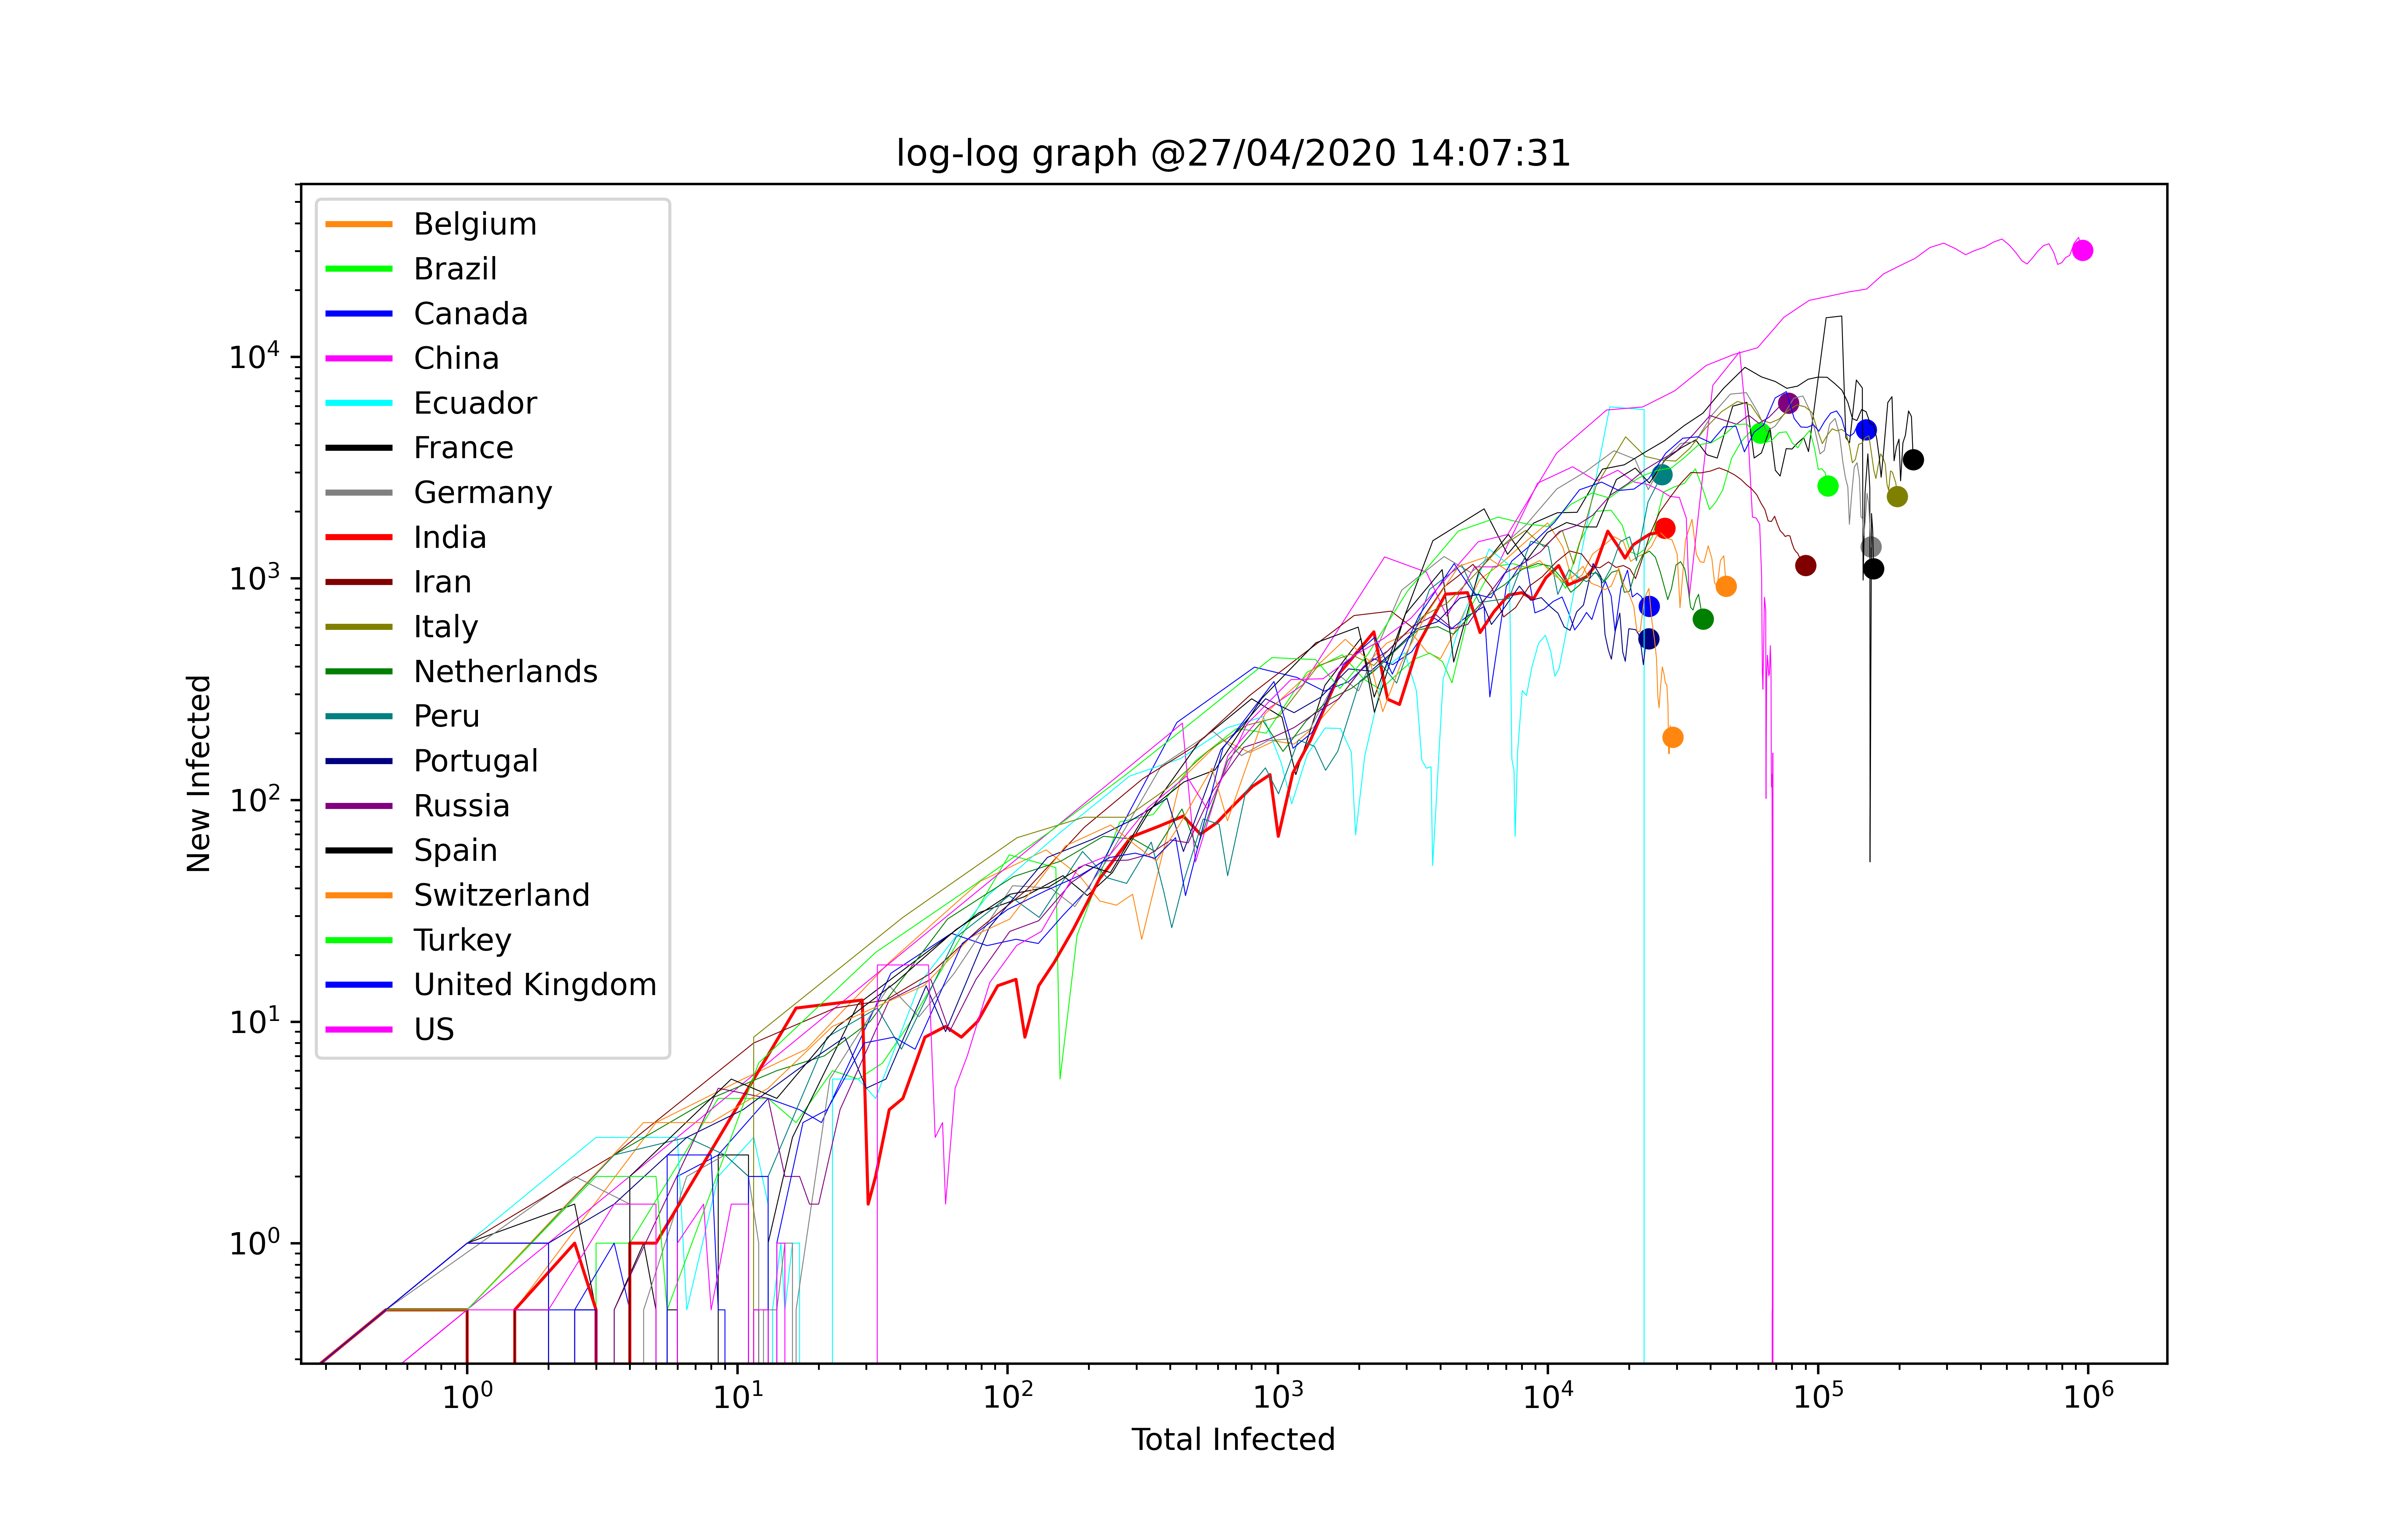 log-log graph @27/04/2020 14:07:31
Belgium
Brazil
Canada
China
Ecuador
France
Germany
India
Iran
Italy
Netherlands
Peru
Portugal
Russia
Spain
Switzerland
Turkey
United Kingdom
US
New Infected
10⁴
10³
10²
10¹
10⁰
10⁰ 10¹ 10² 10³ 10⁴ 10⁵ 10⁶
Total Infected